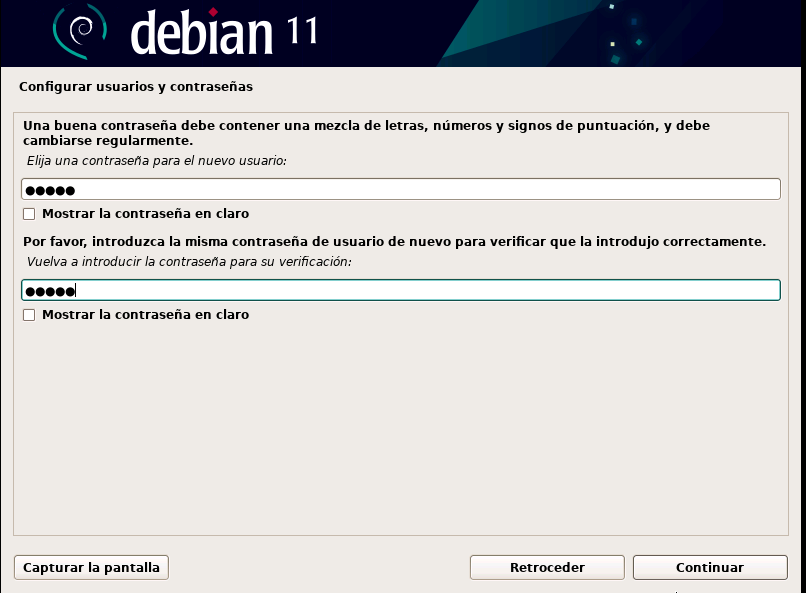 debian 11
Configurar usuarios y contraseñas
Una buena contraseña debe contener una mezcla de letras, números y signos de puntuación, y debe
cambiarse regularmente.
Elija una contraseña para el nuevo usuario:
●●●●●
Mostrar la contraseña en claro
Por favor, introduzca la misma contraseña de usuario de nuevo para verificar que la introdujo correctamente.
Vuelva a introducir la contraseña para su verificación:
●●●●●
Mostrar la contraseña en claro
Capturar la pantalla
Retroceder
Continuar